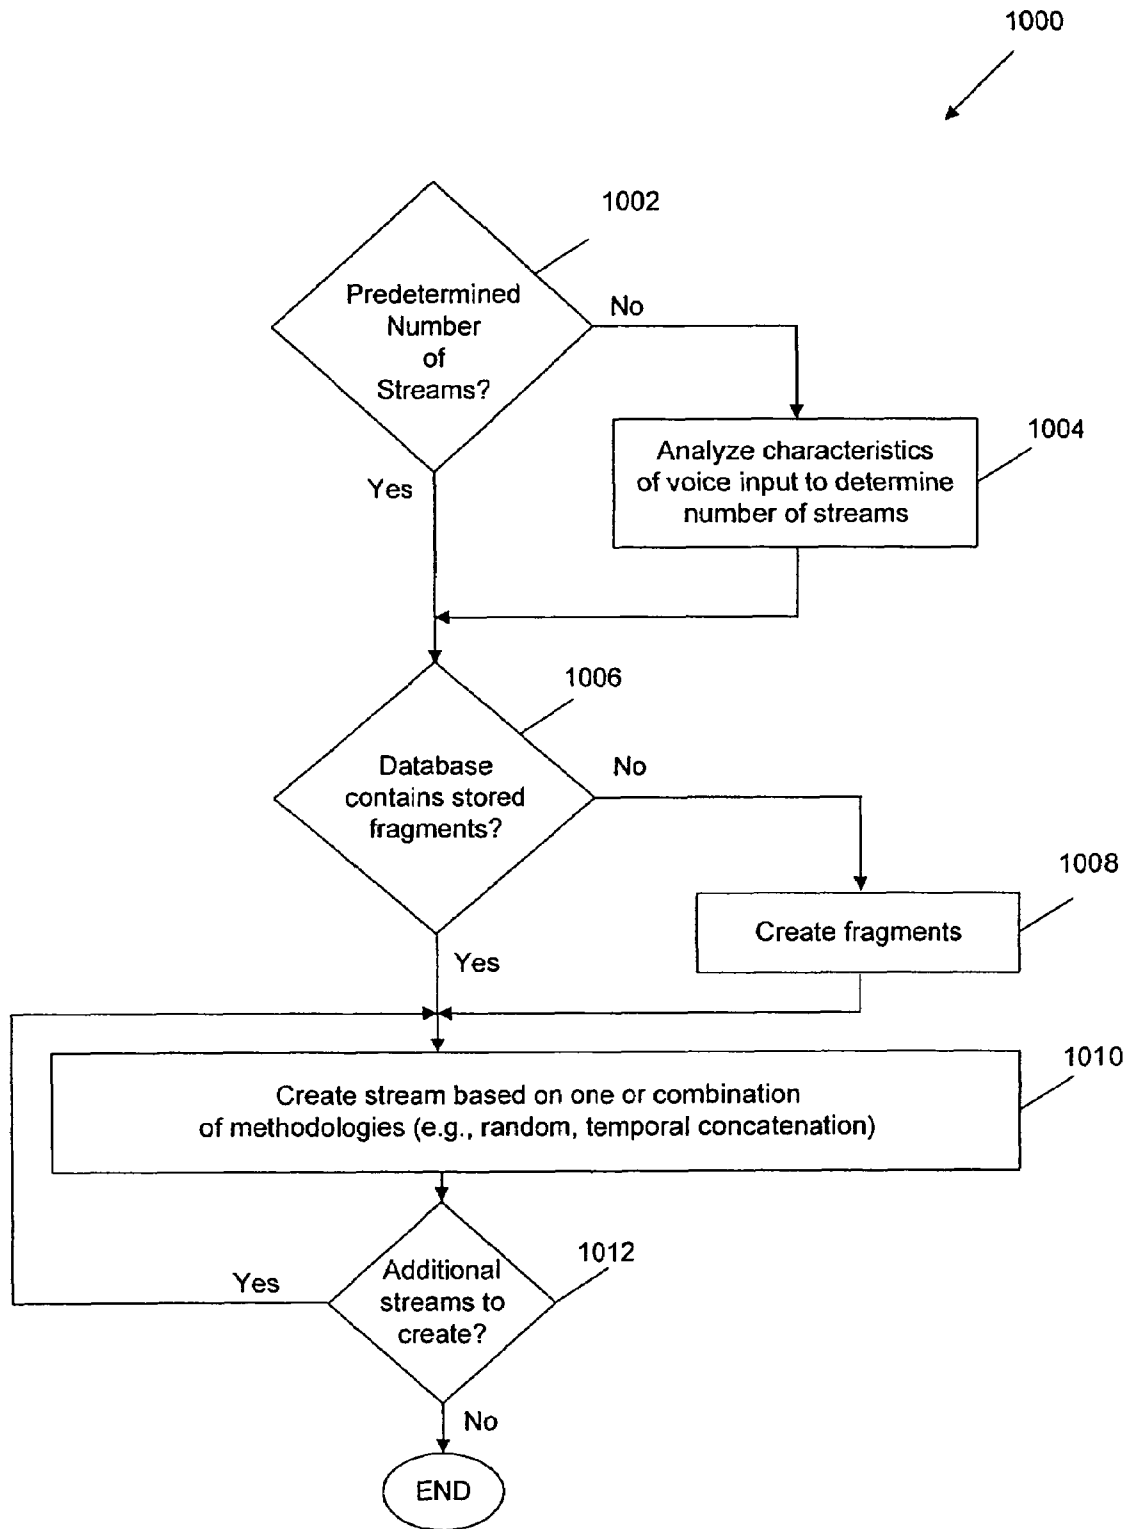 1000
1002
Predetermined
Number
of
Streams?
No
Yes
Analyze characteristics
of voice input to determine
number of streams
1004
1006
Database
contains stored
fragments?
No
Yes
1008
Create fragments
1010
Create stream based on one or combination
of methodologies (e.g., random, temporal concatenation)
1012
Additional
streams to
create?
Yes
No
END